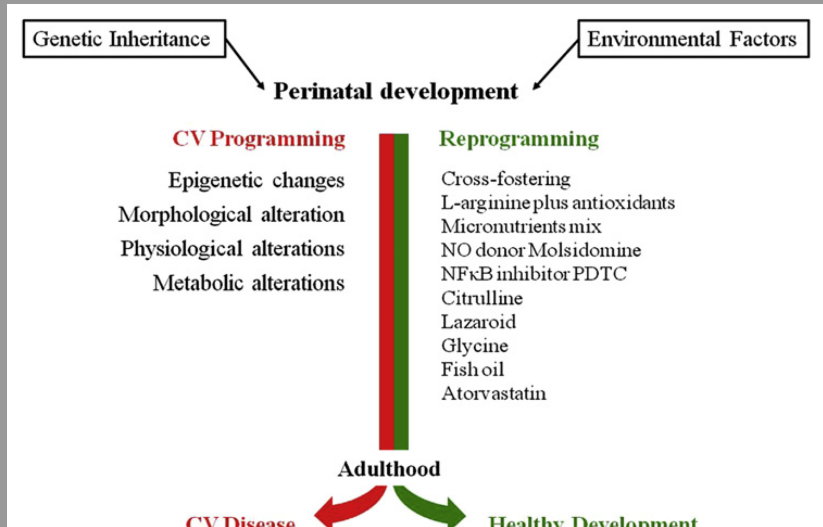 Genetic Inheritance
Environmental Factors
Perinatal development
CV Programming
Epigenetic changes
Morphological alteration
Physiological alterations
Metabolic alterations
Reprogramming
Cross-fostering
L-arginine plus antioxidants
Micronutrients mix
NO donor Molsidomine
NFκB inhibitor PDTC
Citrulline
Lazaroid
Glycine
Fish oil
Atorvastatin
Adulthood
CV Disease
Healthy Development